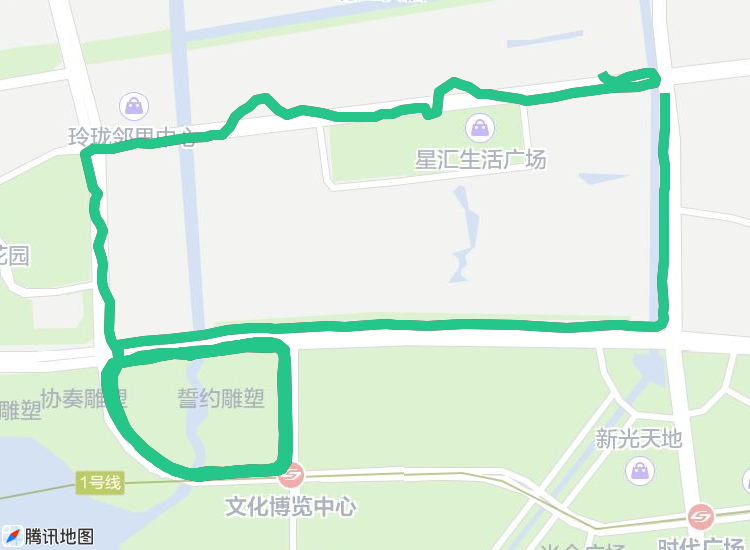 玲珑邻里中心
星汇生活广场
花园
协奏雕塑
誓约雕塑
雕塑
新光天地
1号线
文化博览中心
时代广场
腾讯地图